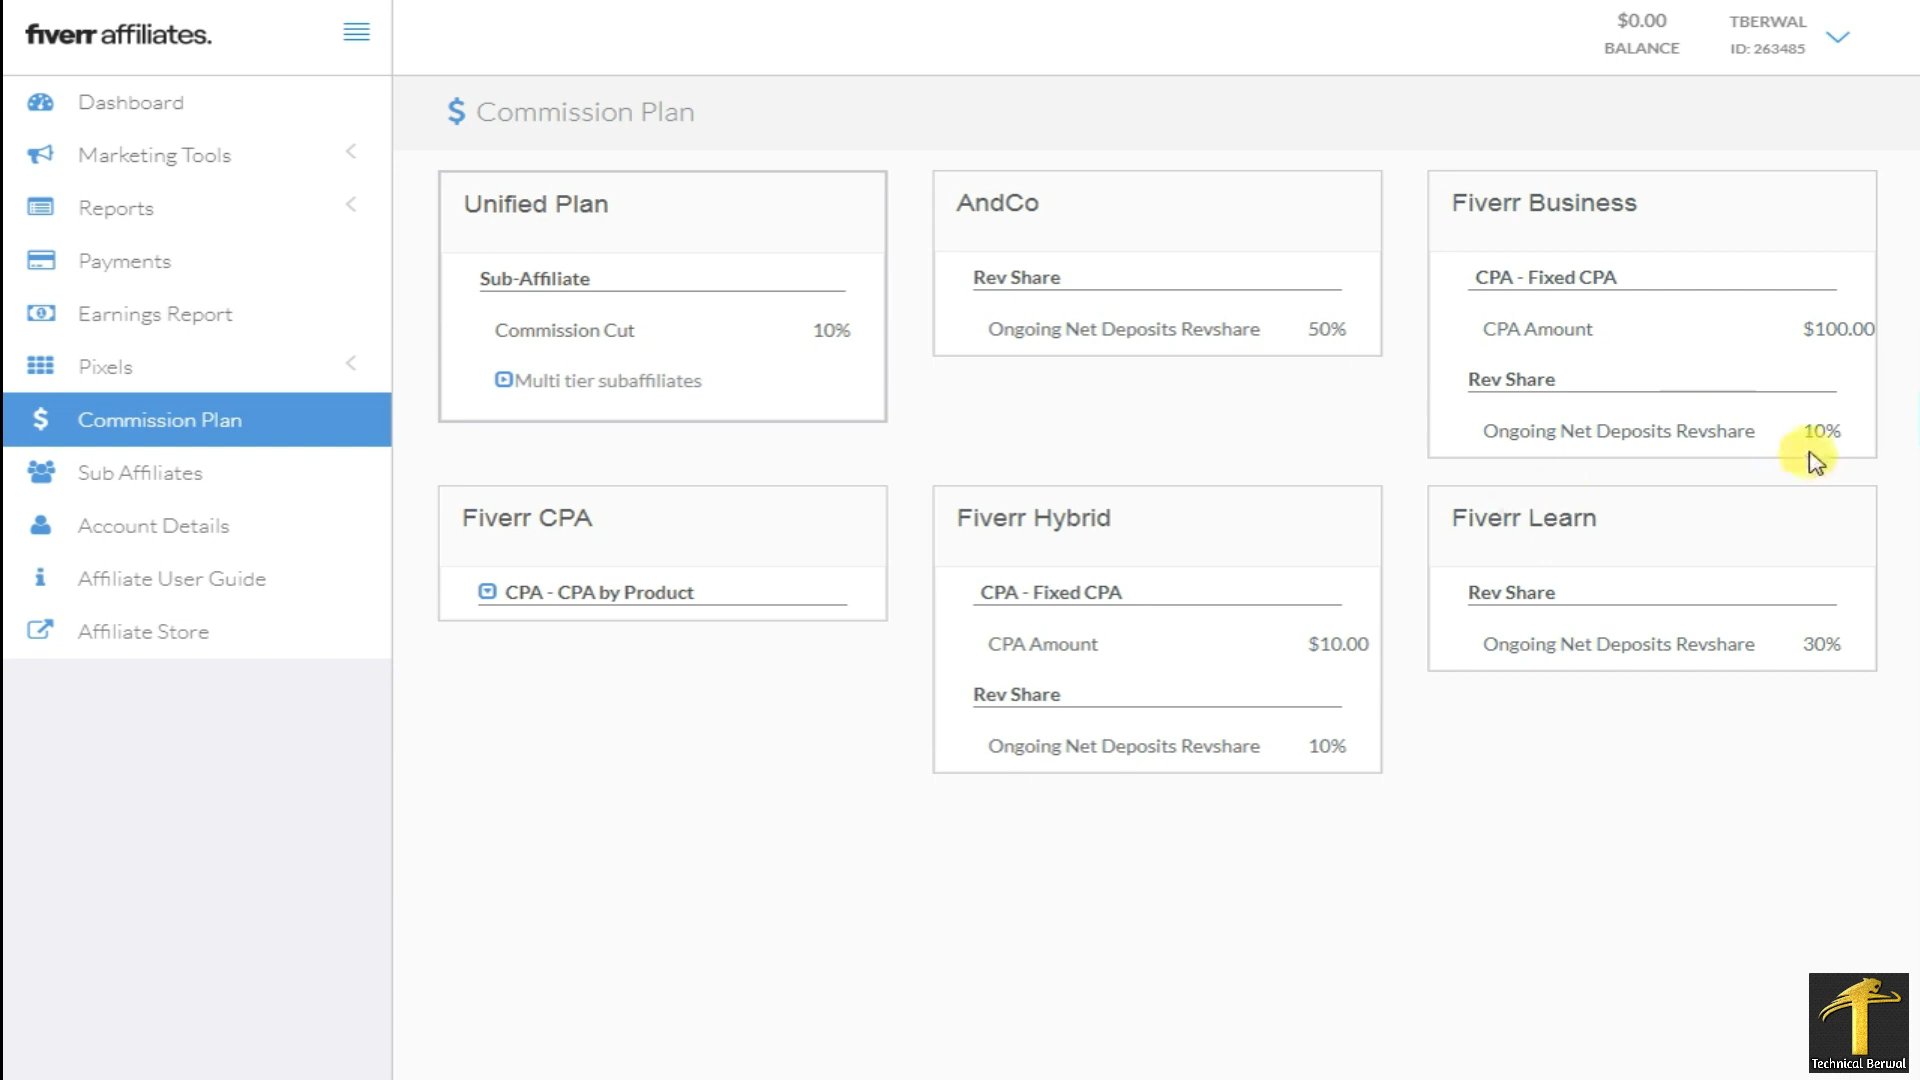 fiverr affiliates.
$0.00
BALANCE
TBERWAL
ID: 263485
Dashboard
Marketing Tools
Reports
Payments
Earnings Report
Pixels
Commission Plan
Sub Affiliates
Account Details
Affiliate User Guide
Affiliate Store
$ Commission Plan
Unified Plan
Sub-Affiliate
Commission Cut 10%
Multi tier subaffiliates
AndCo
Rev Share
Ongoing Net Deposits Revshare 50%
Fiverr Business
CPA - Fixed CPA
CPA Amount $100.00
Rev Share
Ongoing Net Deposits Revshare 10%
Fiverr CPA
CPA - CPA by Product
Fiverr Hybrid
CPA - Fixed CPA
CPA Amount $10.00
Rev Share
Ongoing Net Deposits Revshare 10%
Fiverr Learn
Rev Share
Ongoing Net Deposits Revshare 30%
Technical Berwal